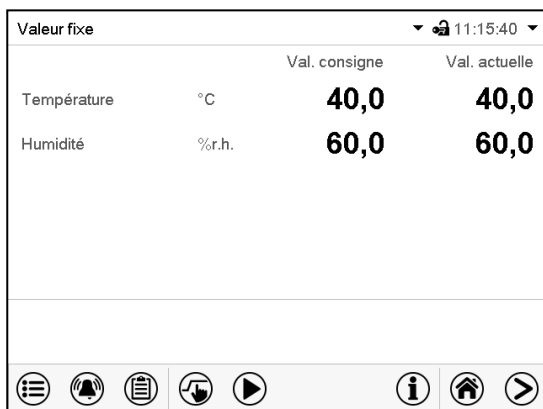 Valeur fixe 11:15:40
Val. consigne Val. actuelle
Température °C 40,0 40,0
Humidité %r.h. 60,0 60,0